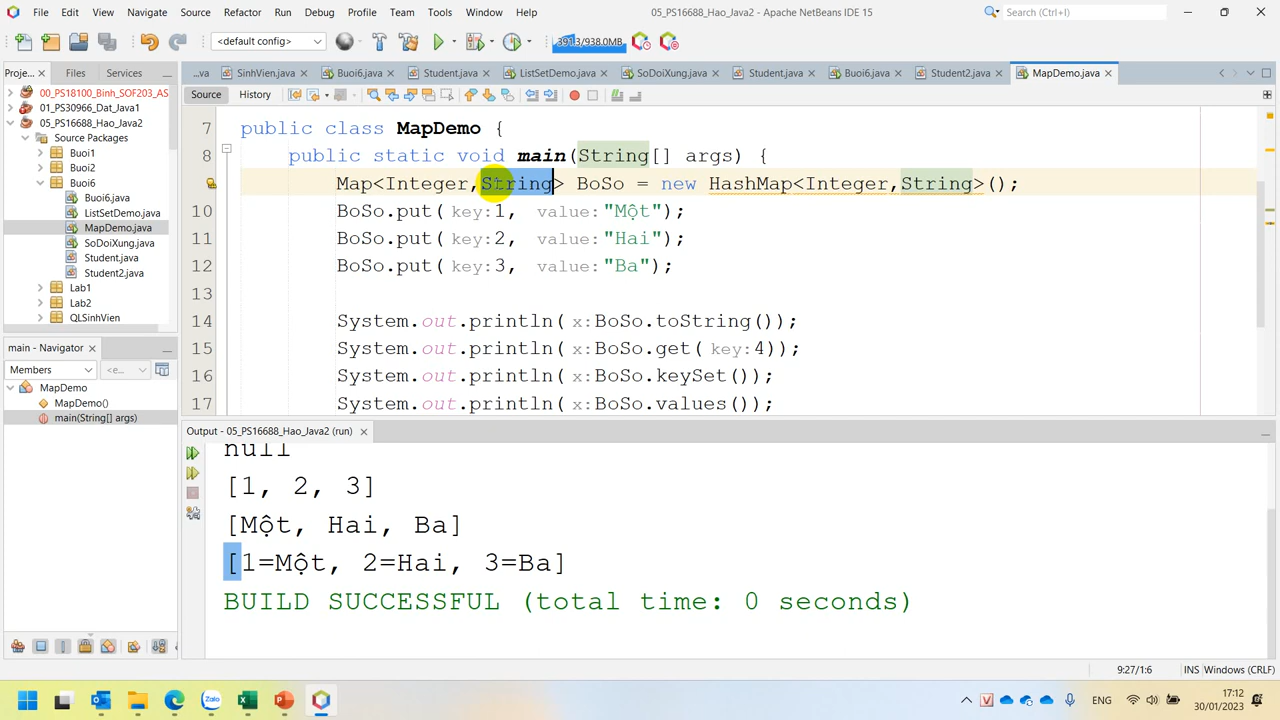 File Edit View Navigate Source Refactor Run Debug Profile Team Tools Window Help
05_PS16688_Hao_Java2 - Apache NetBeans IDE 15
Search (Ctrl+I)
<default config>
391.3/938.0MB
Proje...
Files
Services
...va
SinhVien.java
Buoi6.java
Student.java
ListSetDemo.java
SoDoiXung.java
Student.java
Buoi6.java
Student2.java
MapDemo.java
Source
History
00_PS18100_Binh_SOF203_AS
01_PS30966_Dat_Java1
05_PS16688_Hao_Java2
Source Packages
Buoi1
Buoi2
Buoi6
Buoi6.java
ListSetDemo.java
MapDemo.java
SoDoiXung.java
Student.java
Student2.java
Lab1
Lab2
QLSinhVien
7 public class MapDemo {
8 public static void main(String[] args) {
Map<Integer,String> BoSo = new HashMap<Integer,String>();
10 BoSo.put(key:1, value:"Một");
11 BoSo.put(key:2, value:"Hai");
12 BoSo.put(key:3, value:"Ba");
13
14 System.out.println(x:BoSo.toString());
15 System.out.println(x:BoSo.get(key:4));
16 System.out.println(x:BoSo.keySet());
17 System.out.println(x:BoSo.values());
main - Navigator
Members
<e...
MapDemo
MapDemo()
main(String[] args)
Output - 05_PS16688_Hao_Java2 (run)
null
[1, 2, 3]
[Một, Hai, Ba]
[1=Một, 2=Hai, 3=Ba]
BUILD SUCCESSFUL (total time: 0 seconds)
9:27/1:6
INS
Windows (CRLF)
Zalo
ENG
17:12
30/01/2023